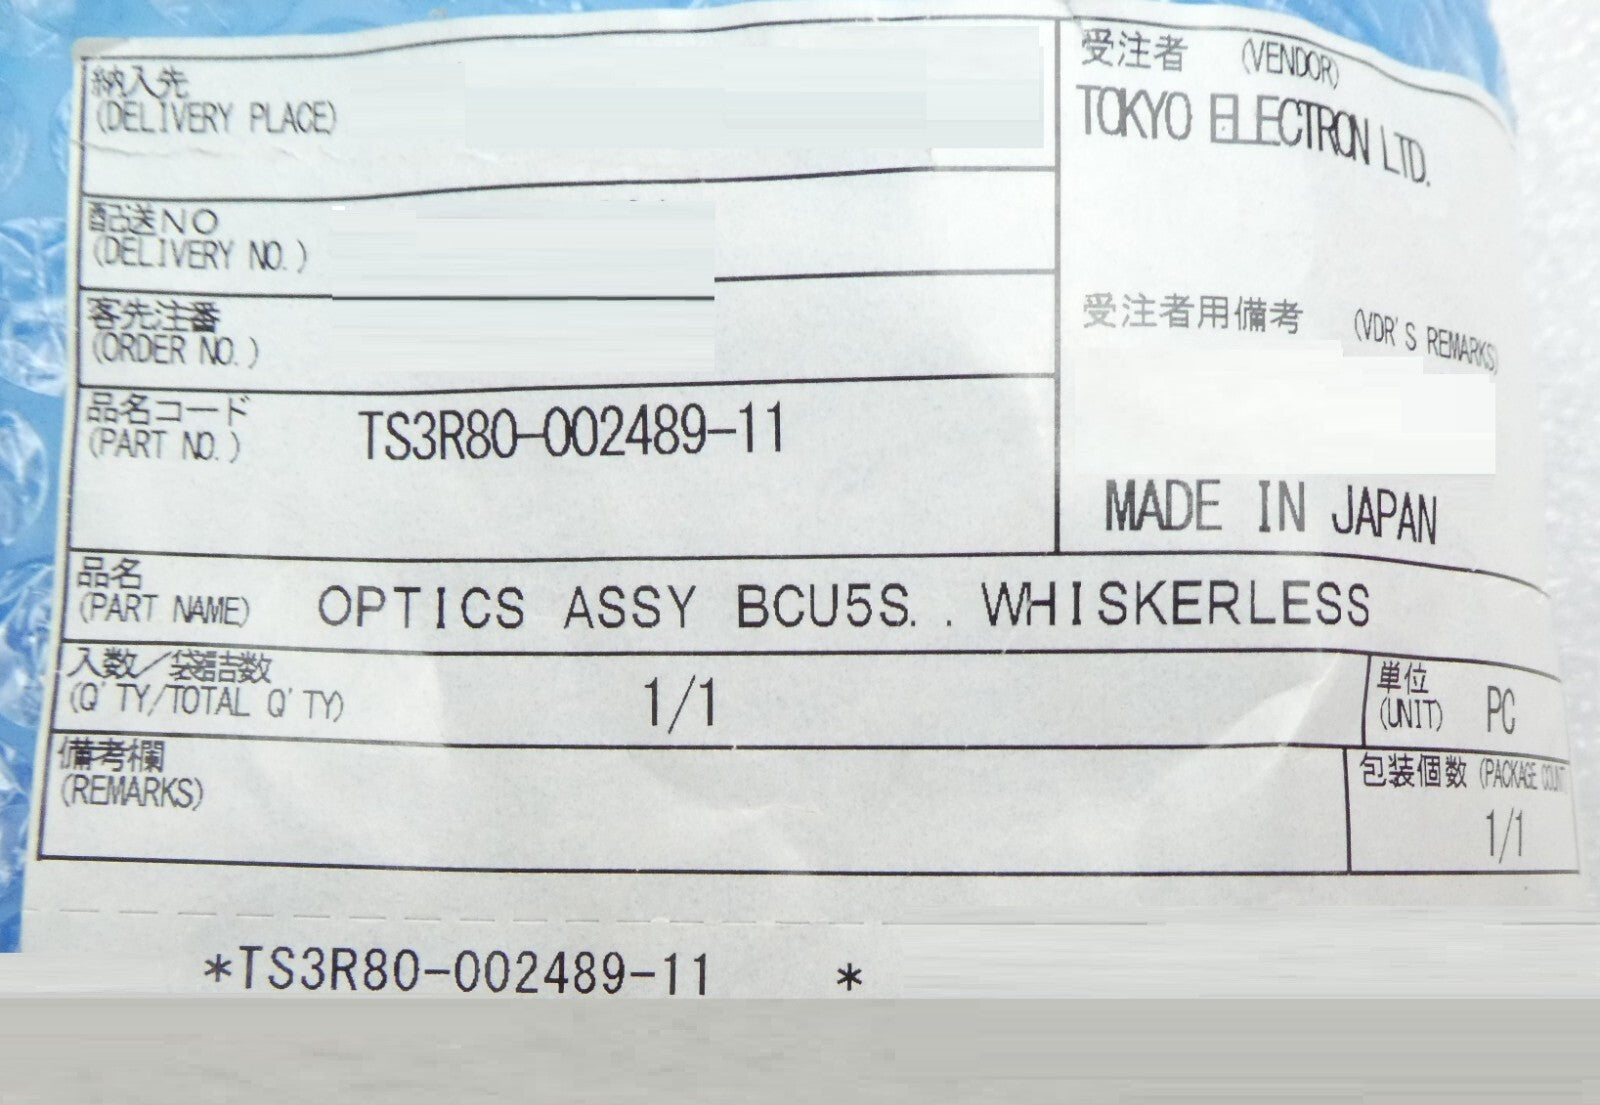 納入先
(DELIVERY PLACE)
受注者 (VENDOR)
TOKYO ELECTRON LTD.
配送NO
(DELIVERY NO.)
客先注番
(ORDER NO.)
受注者用備考 (VDR'S REMARKS)
品名コード
(PART NO.)
TS3R80-002489-11
MADE IN JAPAN
品名
(PART NAME)
OPTICS ASSY BCU5S..WHISKERLESS
入数/袋詰数
(Q'TY/TOTAL Q'TY)
1/1
単位
(UNIT)
PC
備考欄
(REMARKS)
包装個数 (PACKAGE COUNT
1/1
*TS3R80-002489-11 *